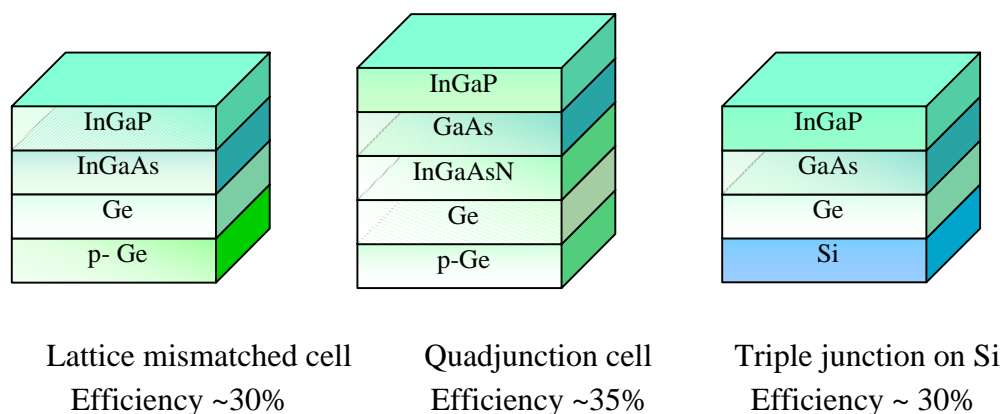 InGaP
InGaAs
Ge
p- Ge
Lattice mismatched cell
Efficiency ~30%
InGaP
GaAs
InGaAsN
Ge
p-Ge
Quadjunction cell
Efficiency ~35%
InGaP
GaAs
Ge
Si
Triple junction on Si
Efficiency ~ 30%